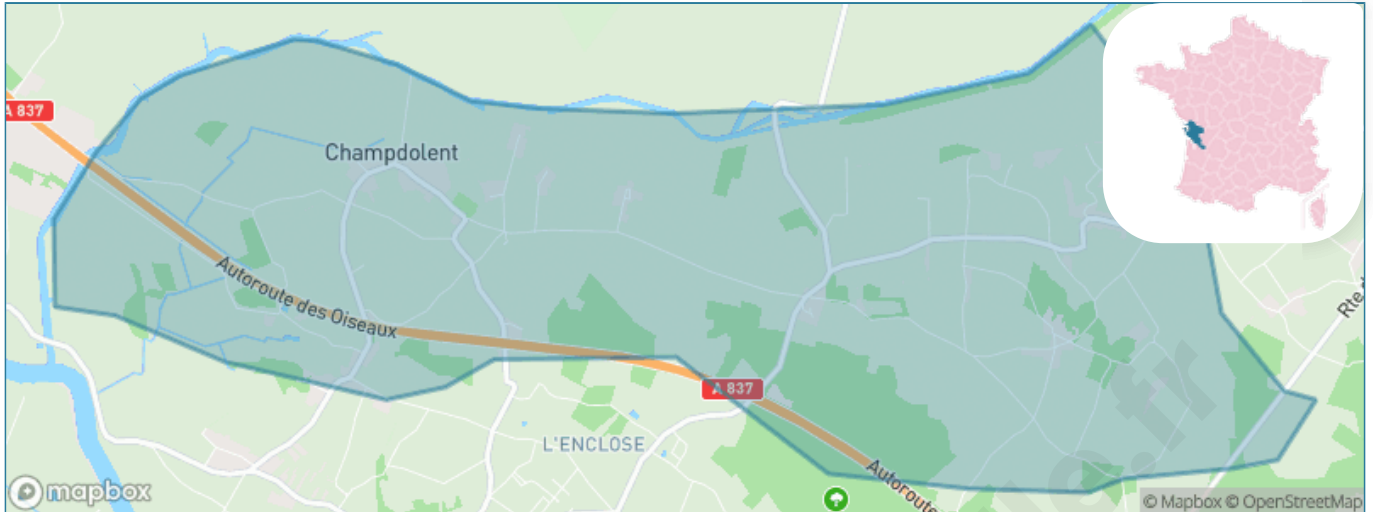 A 837
Champdolent
Autoroute des Oiseaux
Rte d
A 837
L'ENCLOSE
Autoroute d
mapbox
© Mapbox © OpenStreetMap